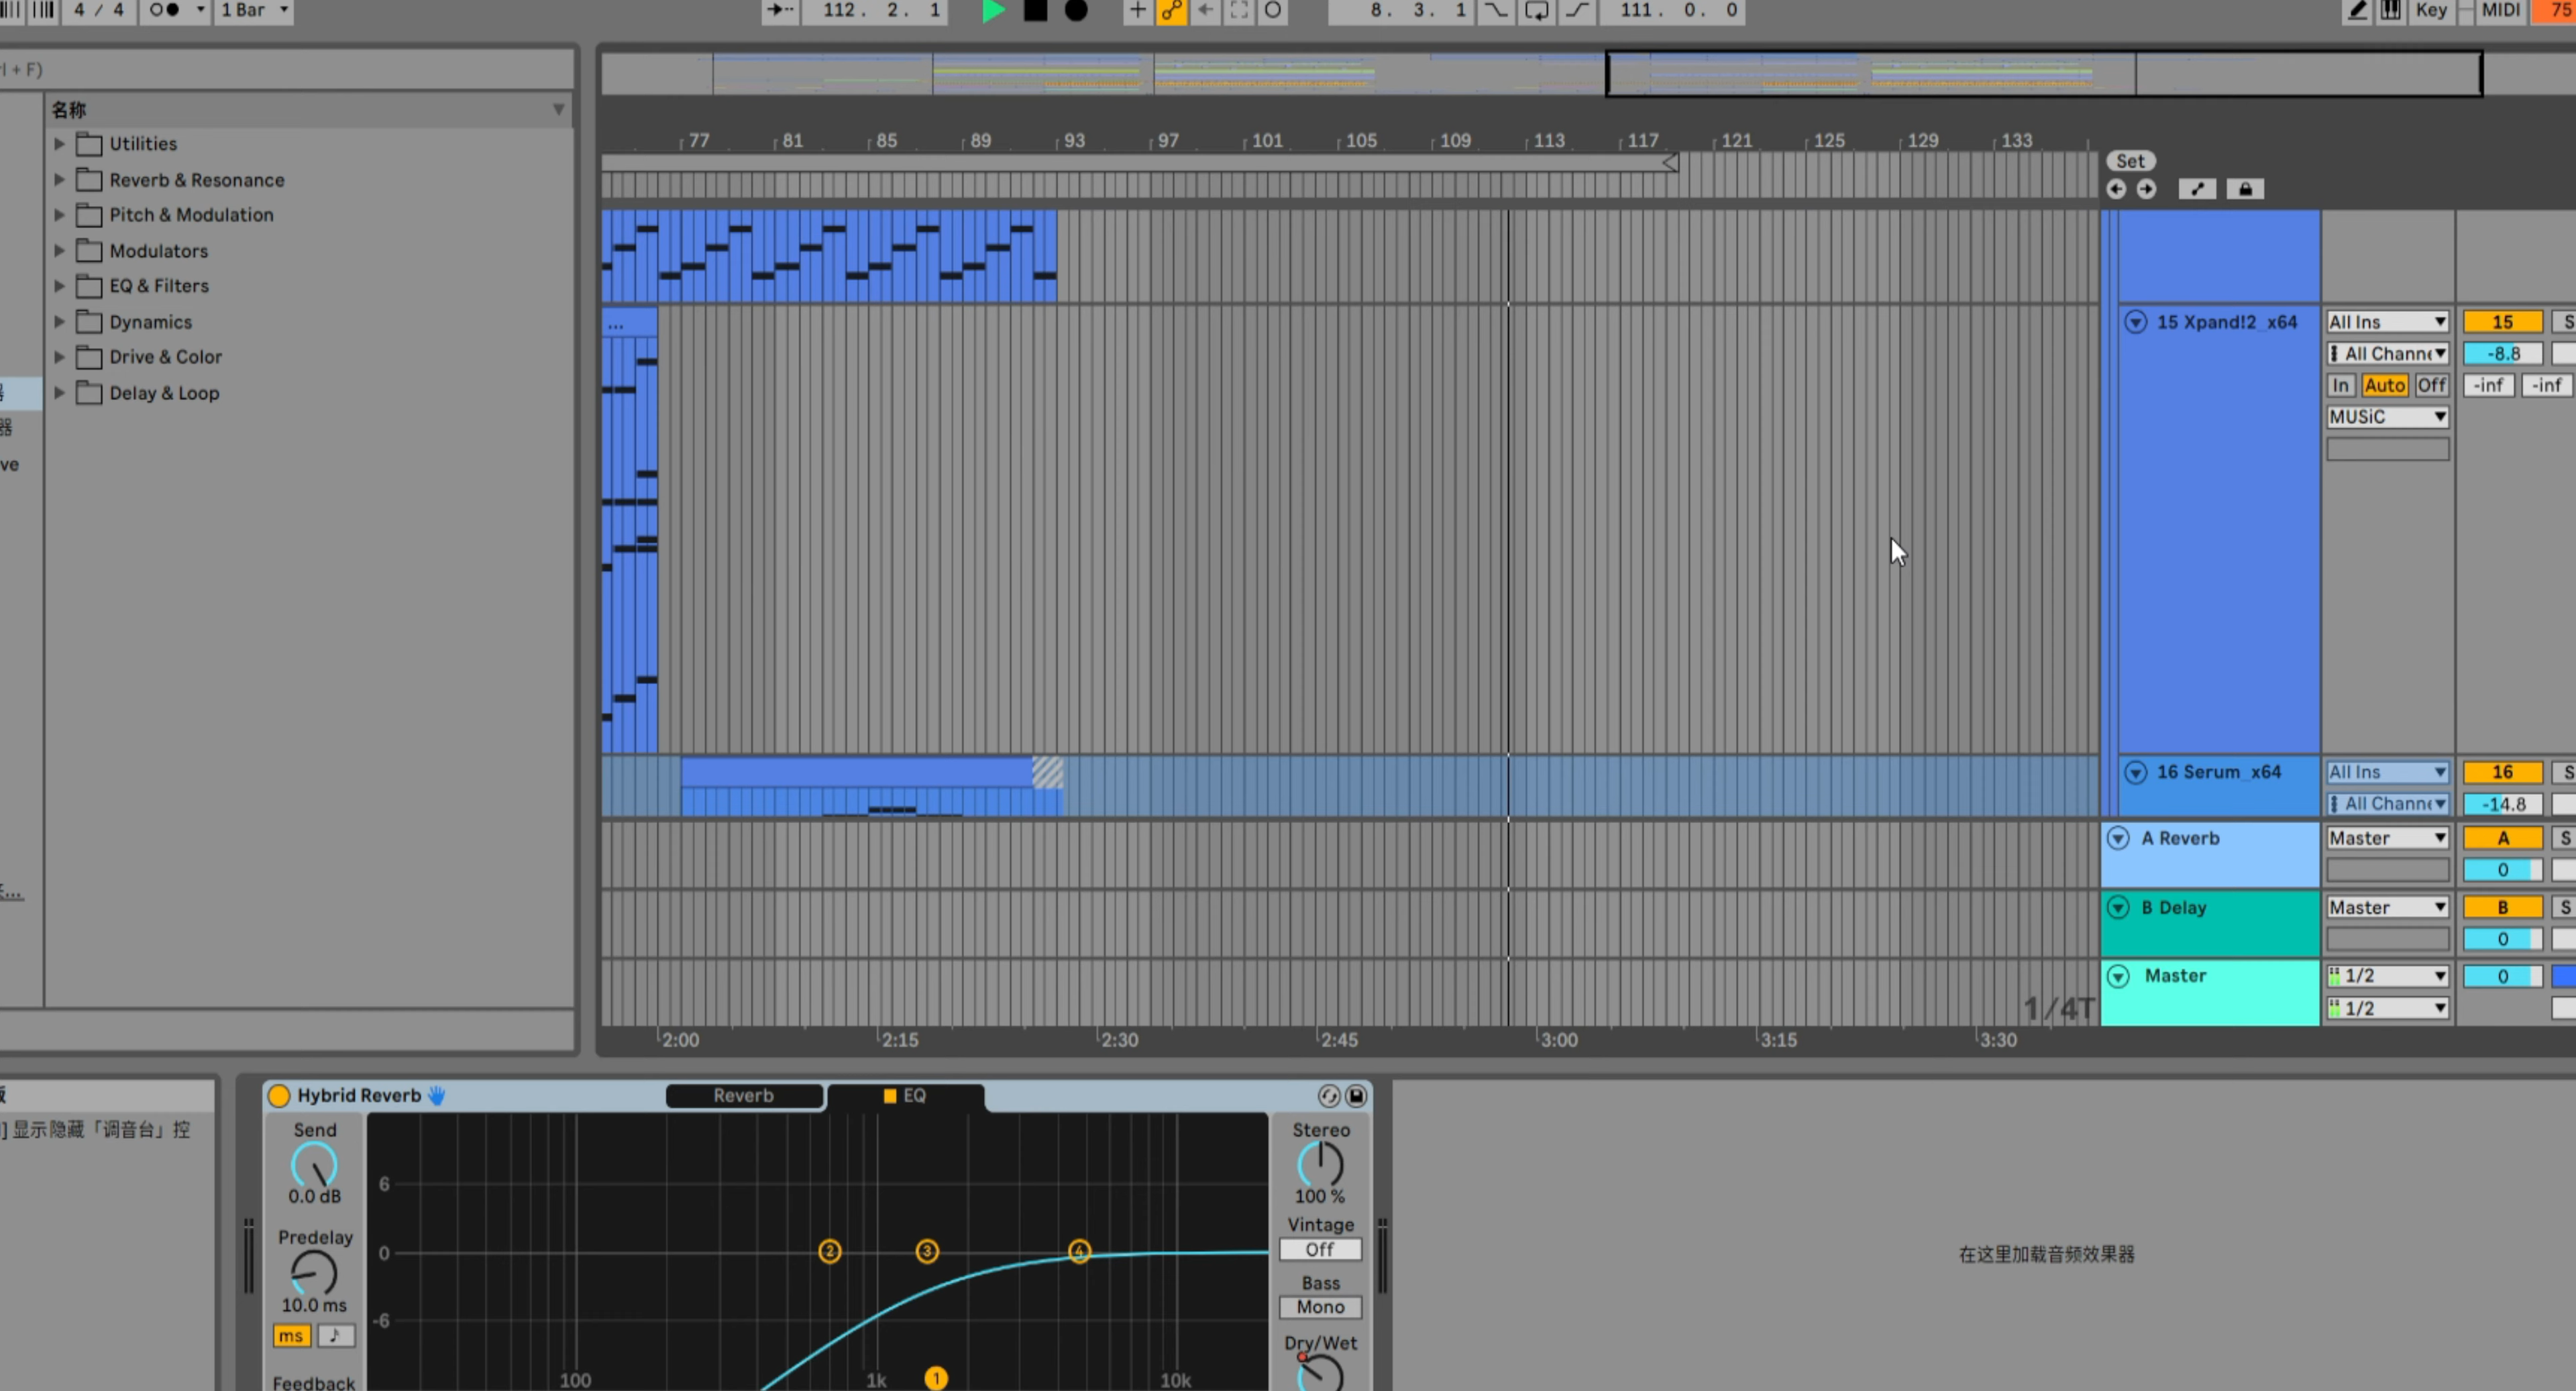 4 / 4
1 Bar
112. 2. 1
8. 3. 1
111. 0. 0
Key
MIDI
75
l + F)
名称
Utilities
Reverb & Resonance
Pitch & Modulation
Modulators
EQ & Filters
Dynamics
Drive & Color
Delay & Loop
器
ve
77 81 85 89 93 97 101 105 109 113 117 121 125 129 133
Set
...
15 Xpand!2_x64
All Ins
15
S
All Channe
-8.8
In Auto Off
-inf -inf
MUSiC
16 Serum_x64
All Ins
16
S
All Channe
-14.8
A Reverb
Master
A
S
0
B Delay
Master
B
S
0
Master
1/2
0
1/2
1/4T
2:00 2:15 2:30 2:45 3:00 3:15 3:30
] 显示隐藏「调音台」控
Hybrid Reverb
Reverb
EQ
Send
0.0 dB
Predelay
10.0 ms
ms
Feedback
6
0
-6
2 3 4
1
100 1k 10k
Stereo
100 %
Vintage
Off
Bass
Mono
Dry/Wet
在这里加载音频效果器